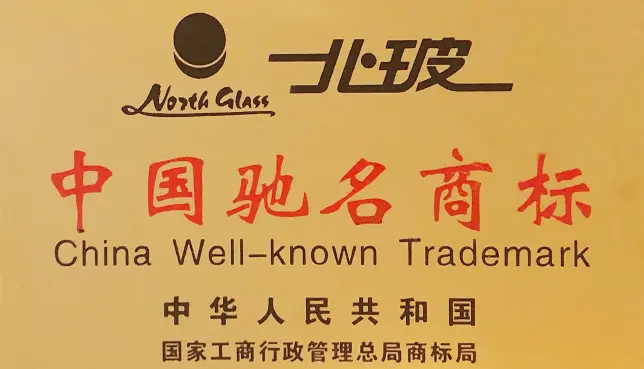 North Glass
北玻
中国驰名商标
China Well-known Trademark
中华人民共和国
国家工商行政管理总局商标局